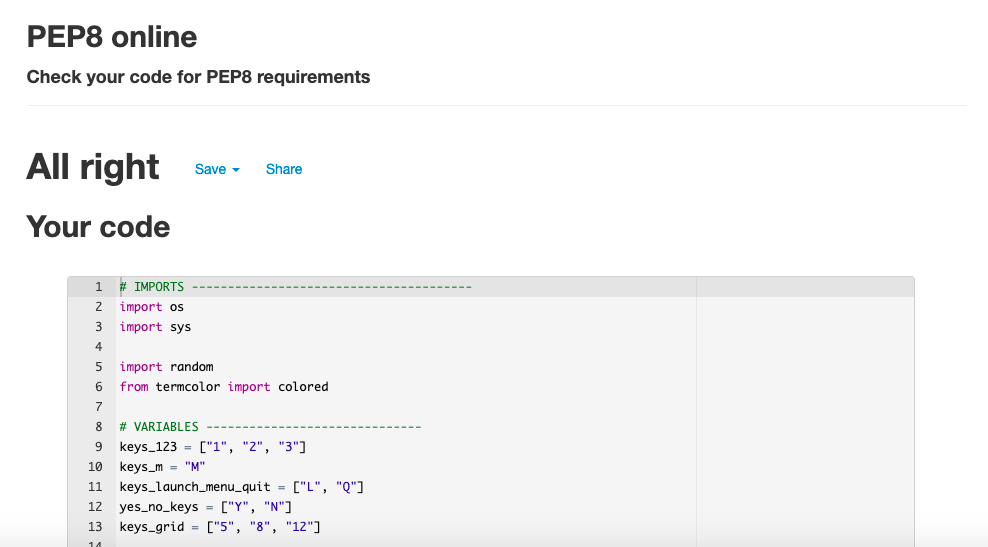 PEP8 online
Check your code for PEP8 requirements
All right Save Share
Your code
1 # IMPORTS ---------------------------------------
2 import os
3 import sys
4
5 import random
6 from termcolor import colored
7
8 # VARIABLES ------------------------------
9 keys_123 = ["1", "2", "3"]
10 keys_m = "M"
11 keys_launch_menu_quit = ["L", "Q"]
12 yes_no_keys = ["Y", "N"]
13 keys_grid = ["5", "8", "12"]
14